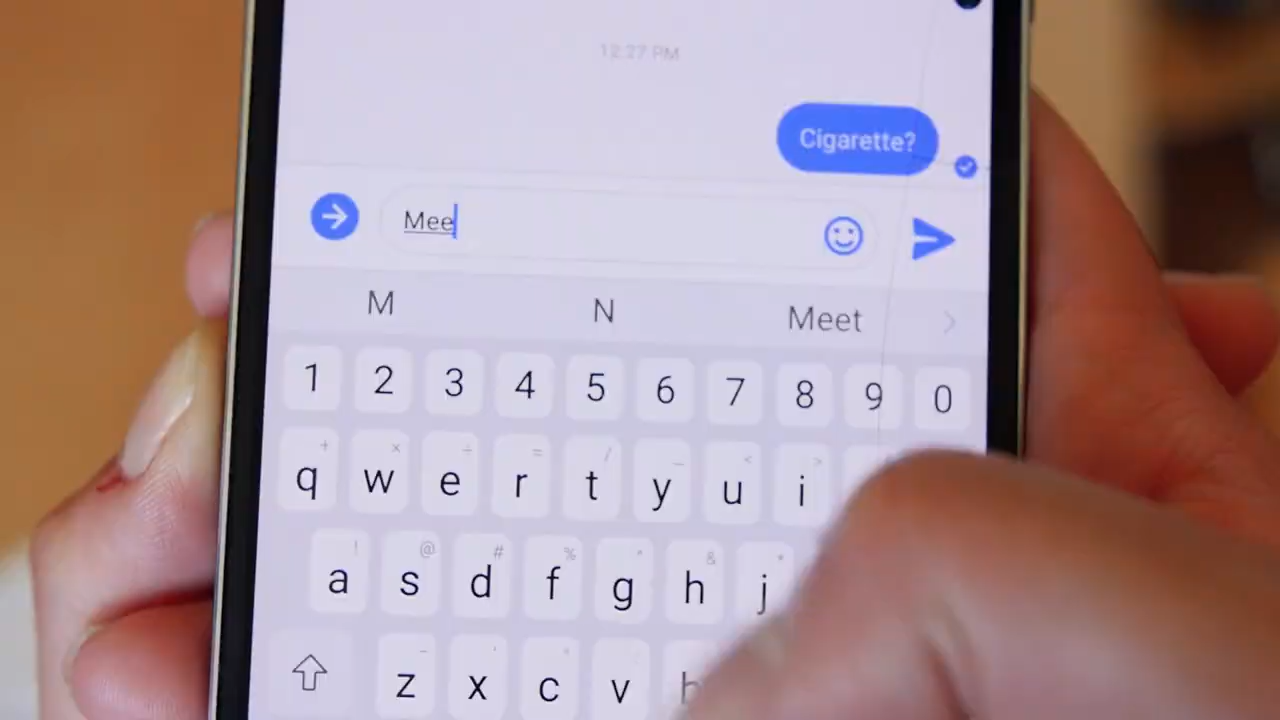 12:27 PM
Cigarette?
Mee
M N Meet
1 2 3 4 5 6 7 8 9 0
q w e r t y u i
a s d f g h j
z x c v b